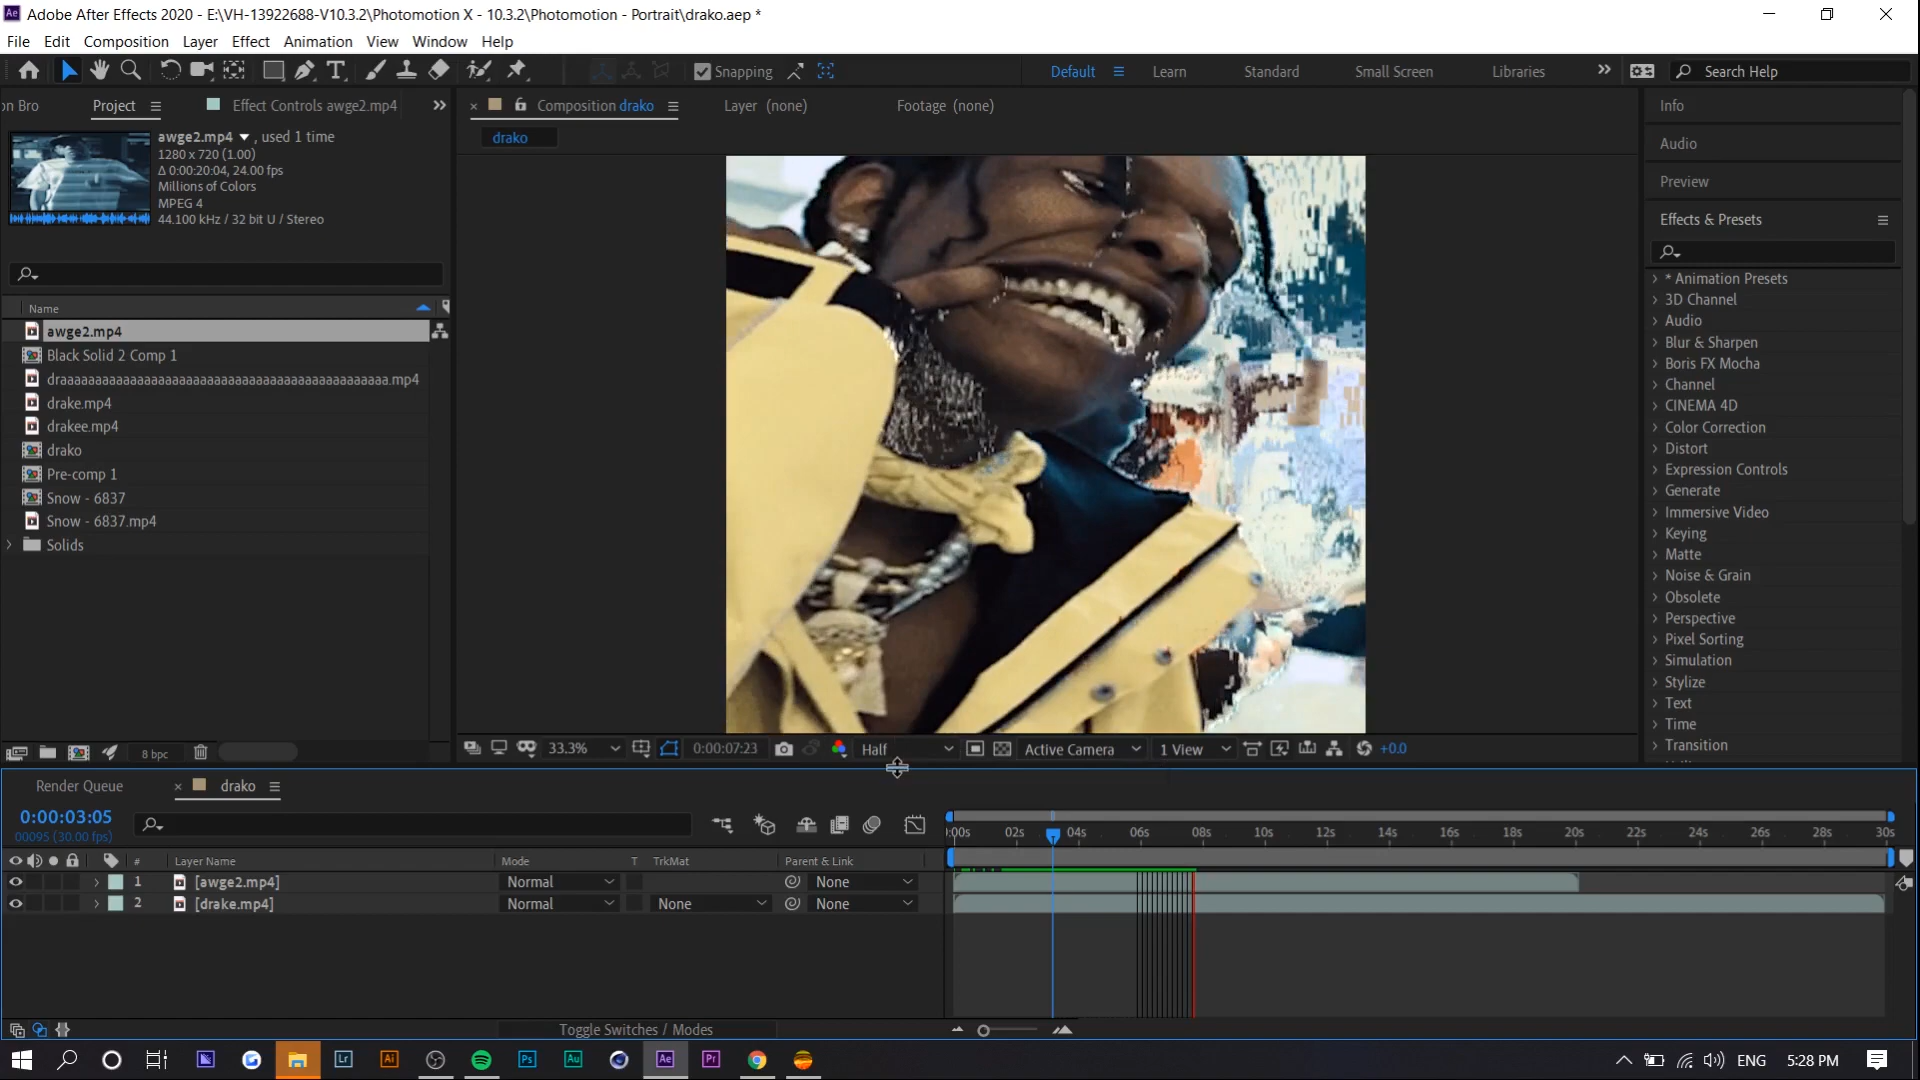 Adobe After Effects 2020 - E:\VH-13922688-V10.3.2\Photomotion X - 10.3.2\Photomotion - Portrait\drako.aep *
File Edit Composition Layer Effect Animation View Window Help
Snapping Default Learn Standard Small Screen Libraries Search Help
on Bro Project Effect Controls awge2.mp4 Composition drako Layer (none) Footage (none) Info
drako
awge2.mp4 , used 1 time
1280 x 720 (1.00)
Δ 0:00:20:04, 24.00 fps
Millions of Colors
MPEG 4
44.100 kHz / 32 bit U / Stereo
Name
awge2.mp4
Black Solid 2 Comp 1
draaaaaaaaaaaaaaaaaaaaaaaaaaaaaaaaaaaaaaaaaaaaa.mp4
drake.mp4
drakee.mp4
drako
Pre-comp 1
Snow - 6837
Snow - 6837.mp4
Solids
8 bpc
Audio
Preview
Effects & Presets
* Animation Presets
3D Channel
Audio
Blur & Sharpen
Boris FX Mocha
Channel
CINEMA 4D
Color Correction
Distort
Expression Controls
Generate
Immersive Video
Keying
Matte
Noise & Grain
Obsolete
Perspective
Pixel Sorting
Simulation
Stylize
Text
Time
Transition
33.3% 0:00:07:23 Half Active Camera 1 View +0.0
Render Queue drako
0:00:03:05
00095 (30.00 fps)
:00s 02s 04s 06s 08s 10s 12s 14s 16s 18s 20s 22s 24s 26s 28s 30s
# Layer Name Mode T TrkMat Parent & Link
1 [awge2.mp4] Normal None
2 [drake.mp4] Normal None None
Toggle Switches / Modes
Lr Ai Ps Au Ae Pr ENG 5:28 PM